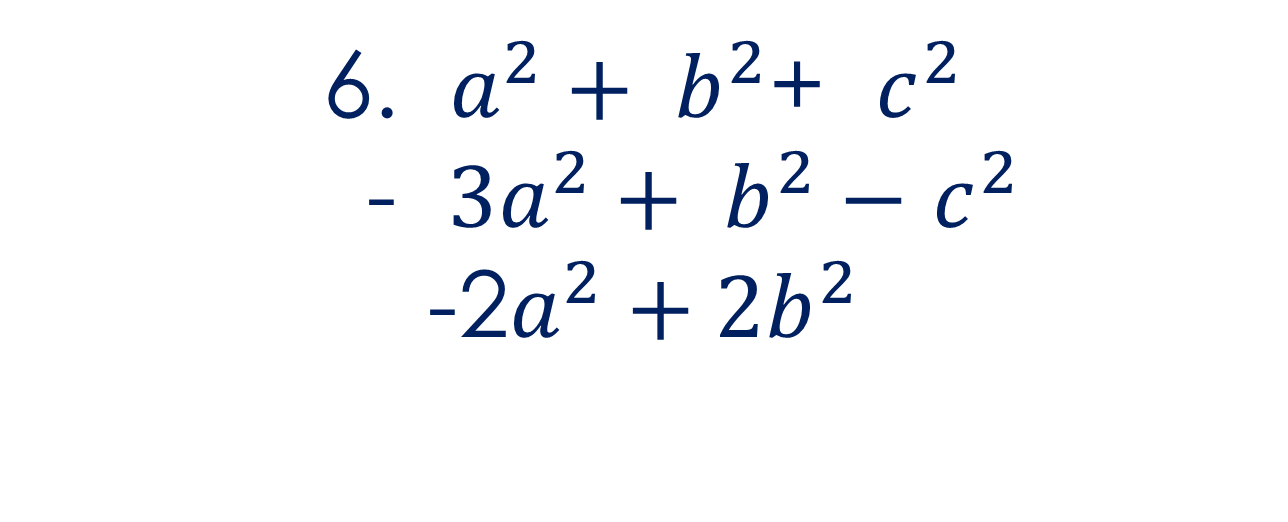 6. a² + b² + c²
- 3a² + b² − c²
-2a² + 2b²